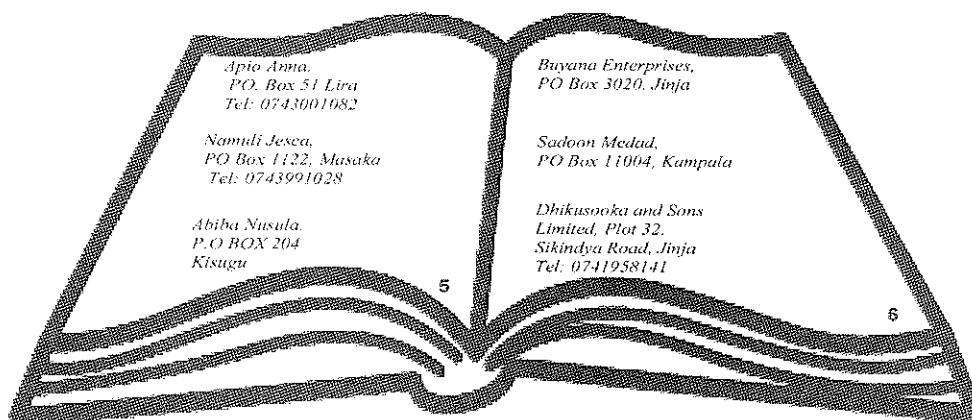 Apio Anna.
PO. Box 51 Lira
Tel: 0743001082
Namuli Jesca,
PO Box 1122, Masaka
Tel: 0743991028
Abiba Nusula.
P.O BOX 204
Kisugu
5
Buyana Enterprises,
PO Box 3020. Jinja
Sadoon Medad,
PO Box 11004, Kampala
Dhikusooka and Sons
Limited, Plot 32.
Sikindya Road, Jinja
Tel: 0741958141
6